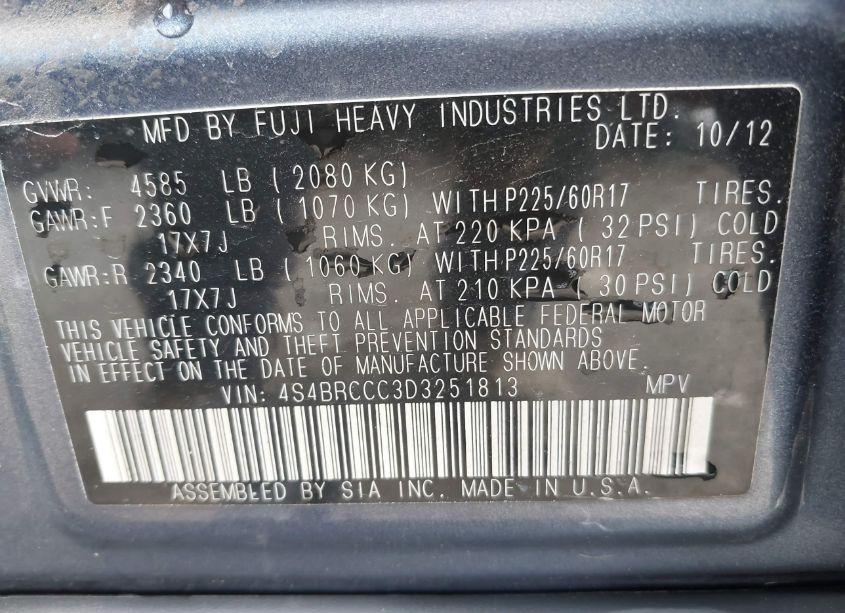 MFD BY FUJI HEAVY INDUSTRIES LTD.
DATE: 10/12
GVWR: 4585 LB ( 2080 KG)
GAWR:F 2360 LB ( 1070 KG) WITH P225/60R17 TIRES.
17X7J RIMS. AT 220 KPA ( 32 PSI) COLD
GAWR:R 2340 LB ( 1060 KG) WITH P225/60R17 TIRES.
17X7J RIMS. AT 210 KPA ( 30 PSI) COLD
THIS VEHICLE CONFORMS TO ALL APPLICABLE FEDERAL MOTOR
VEHICLE SAFETY AND THEFT PREVENTION STANDARDS
IN EFFECT ON THE DATE OF MANUFACTURE SHOWN ABOVE.
VIN: 4S4BRCCC3D3251813 MPV
ASSEMBLED BY SIA INC. MADE IN U.S.A.